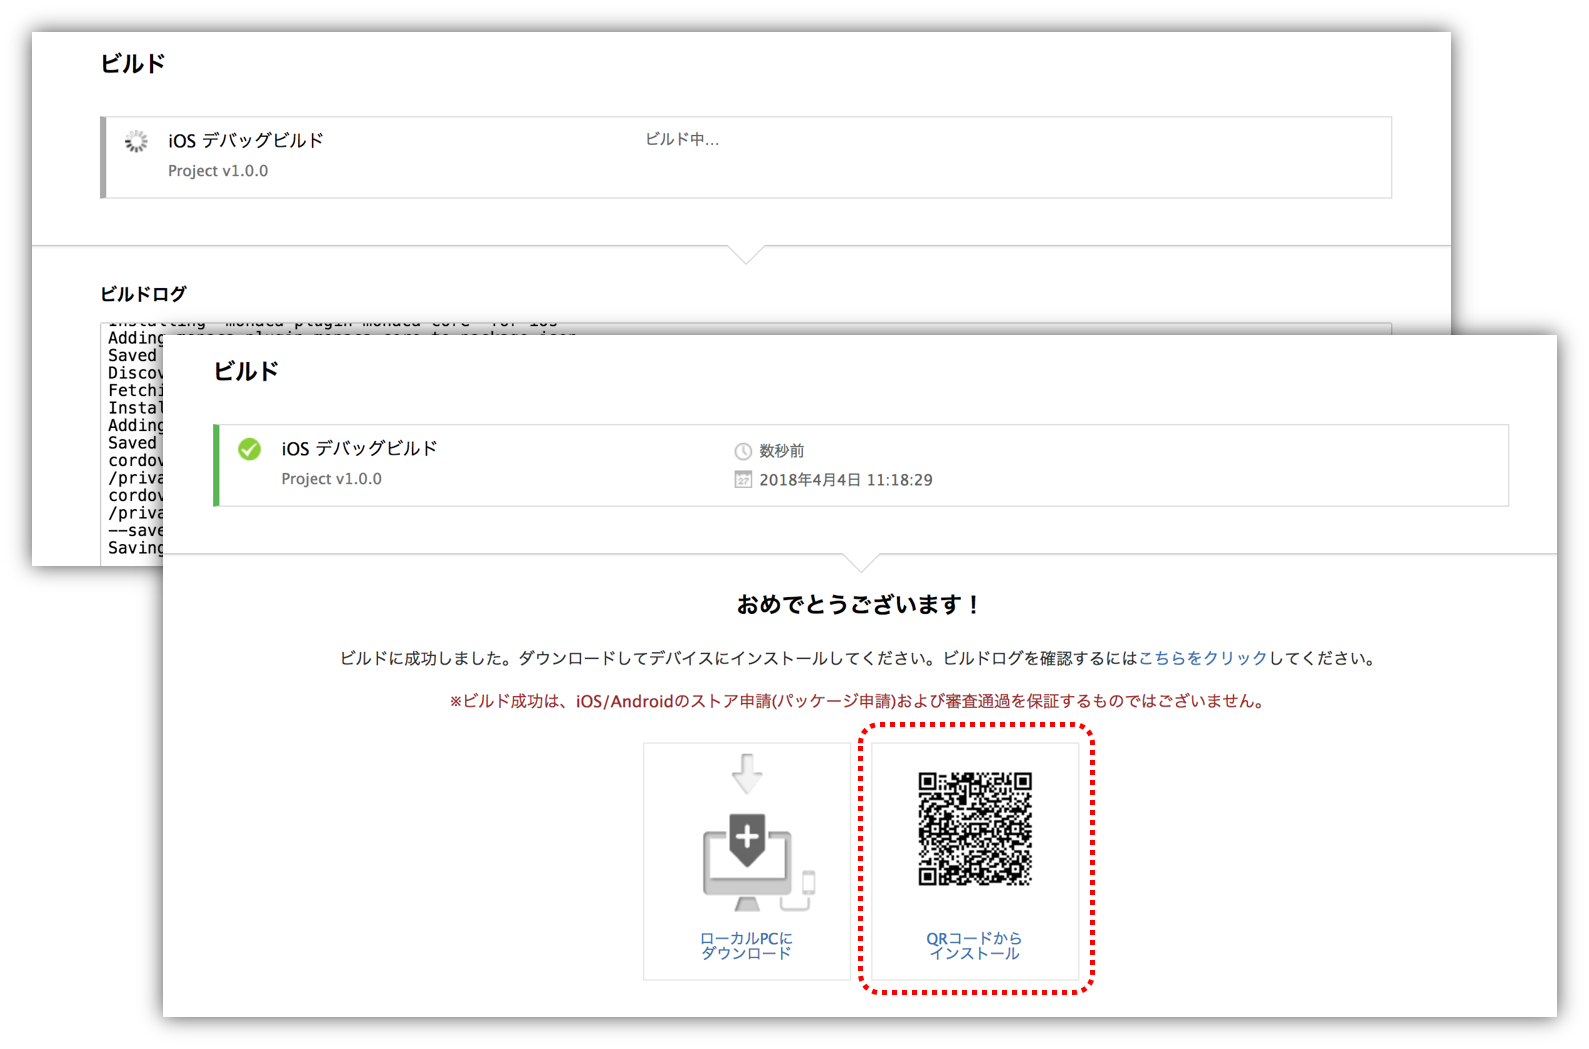 ビルド
iOS デバッグビルド
ビルド中...
Project v1.0.0
ビルドログ
Adding
Saved
Discov
Fetchi
Instal
Adding
Saved
cordov
/priva
cordov
/priva
--save
Saving
ビルド
iOS デバッグビルド
数秒前
Project v1.0.0
27
2018年4月4日 11:18:29
おめでとうございます！
ビルドに成功しました。ダウンロードしてデバイスにインストールしてください。ビルドログを確認するにはこちらをクリックしてください。
※ビルド成功は、iOS/Androidのストア申請(パッケージ申請)および審査通過を保証するものではございません。
ローカルPCに
ダウンロード
QRコードから
インストール